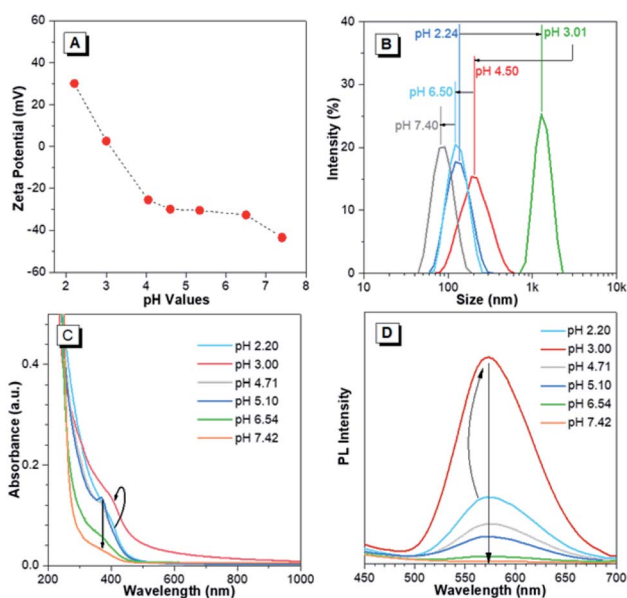 A
Zeta Potential (mV)
60
40
20
0
-20
-40
-60
2
3
4
5
6
7
8
pH Values
B
pH 2.24
pH 3.01
pH 4.50
pH 6.50
pH 7.40
Intensity (%)
40
30
20
10
0
10
100
1k
10k
Size (nm)
C
pH 2.20
pH 3.00
pH 4.71
pH 5.10
pH 6.54
pH 7.42
Absorbance (a.u.)
0.4
0.2
0.0
200
400
600
800
1000
Wavelength (nm)
D
pH 2.20
pH 3.00
pH 4.71
pH 5.10
pH 6.54
pH 7.42
PL Intensity
450
500
550
600
650
700
Wavelength (nm)